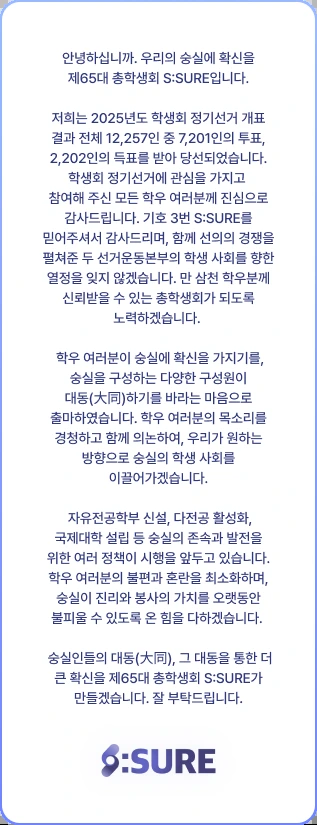 안녕하십니까. 우리의 숭실에 확신을
제65대 총학생회 S:SURE입니다.
저희는 2025년도 학생회 정기선거 개표
결과 전체 12,257인 중 7,201인의 투표,
2,202인의 득표를 받아 당선되었습니다.
학생회 정기선거에 관심을 가지고
참여해 주신 모든 학우 여러분께 진심으로
감사드립니다. 기호 3번 S:SURE를
믿어주셔서 감사드리며, 함께 선의의 경쟁을
펼쳐준 두 선거운동본부의 학생 사회를 향한
열정을 잊지 않겠습니다. 만 삼천 학우분께
신뢰받을 수 있는 총학생회가 되도록
노력하겠습니다.
학우 여러분이 숭실에 확신을 가지기를,
숭실을 구성하는 다양한 구성원이
대동(大同)하기를 바라는 마음으로
출마하였습니다. 학우 여러분의 목소리를
경청하고 함께 의논하여, 우리가 원하는
방향으로 숭실의 학생 사회를
이끌어가겠습니다.
자유전공학부 신설, 다전공 활성화,
국제대학 설립 등 숭실의 존속과 발전을
위한 여러 정책이 시행을 앞두고 있습니다.
학우 여러분의 불편과 혼란을 최소화하며,
숭실이 진리와 봉사의 가치를 오랫동안
불피울 수 있도록 온 힘을 다하겠습니다.
숭실인들의 대동(大同), 그 대동을 통한 더
큰 확신을 제65대 총학생회 S:SURE가
만들겠습니다. 잘 부탁드립니다.
S:SURE